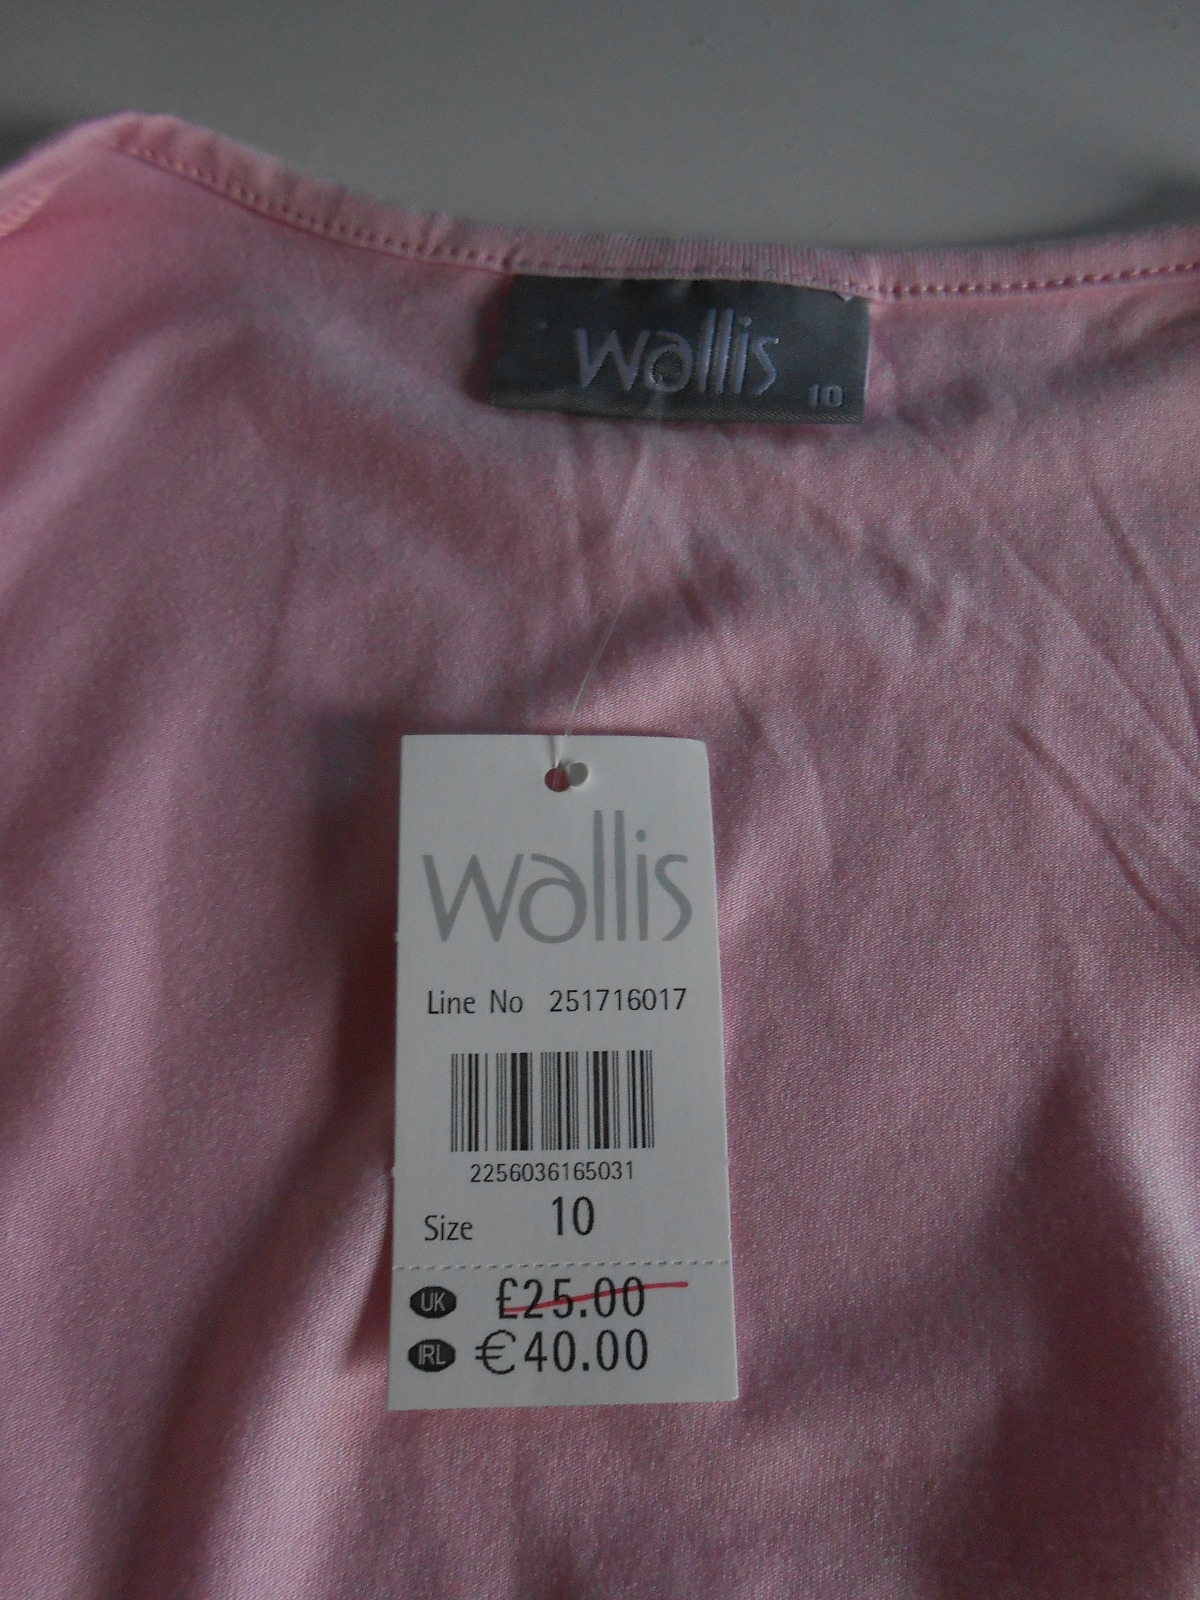 wallis
10
wallis
Line No 251716017
2256036165031
Size 10
UK £25.00
IRL €40.00